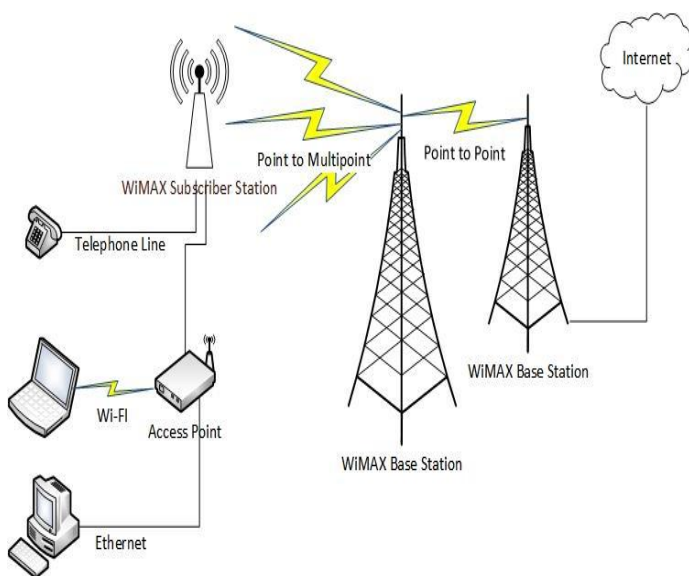 Internet
Point to Multipoint
Point to Point
WiMAX Subscriber Station
Telephone Line
WiMAX Base Station
Wi-FI
Access Point
WiMAX Base Station
Ethernet